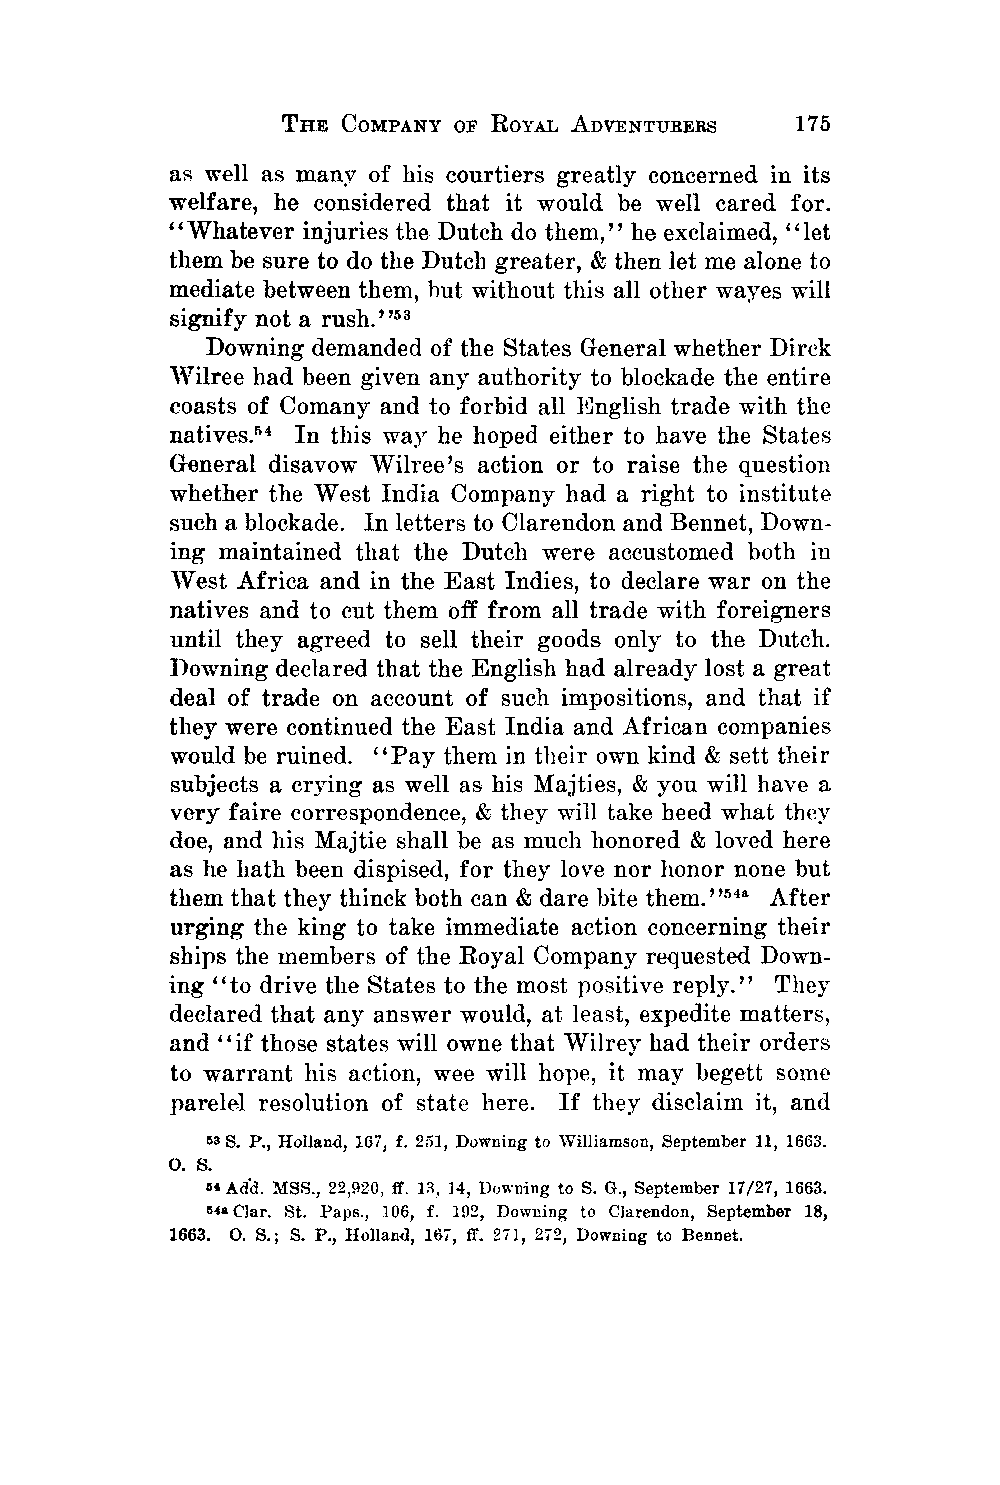 THE COMPANY OF ROYAL ADVENTURERS 175
as well as many of his courtiers greatly concerned in its
welfare, he considered that it would be well cared for.
“Whatever injuries the Dutch do them,” he exclaimed, “let
them be sure to do the Dutch greater, & then let me alone to
mediate between them, but without this all other wayes will
signify not a rush.”53
Downing demanded of the States General whether Dirck
Wilree had been given any authority to blockade the entire
coasts of Comany and to forbid all English trade with the
natives.54 In this way he hoped either to have the States
General disavow Wilree’s action or to raise the question
whether the West India Company had a right to institute
such a blockade. In letters to Clarendon and Bennet, Down-
ing maintained that the Dutch were accustomed both in
West Africa and in the East Indies, to declare war on the
natives and to cut them off from all trade with foreigners
until they agreed to sell their goods only to the Dutch.
Downing declared that the English had already lost a great
deal of trade on account of such impositions, and that if
they were continued the East India and African companies
would be ruined. “Pay them in their own kind & sett their
subjects a crying as well as his Majties, & you will have a
very faire correspondence, & they will take heed what they
doe, and his Majtie shall be as much honored & loved here
as he hath been dispised, for they love nor honor none but
them that they thinck both can & dare bite them.”54a After
urging the king to take immediate action concerning their
ships the members of the Royal Company requested Down-
ing “to drive the States to the most positive reply.” They
declared that any answer would, at least, expedite matters,
and “if those states will owne that Wilrey had their orders
to warrant his action, wee will hope, it may begett some
parelel resolution of state here. If they disclaim it, and
53 S. P., Holland, 167, f. 251, Downing to Williamson, September 11, 1663.
O. S.
54 Add. MSS., 22,920, ff. 13, 14, Downing to S. G., September 17/27, 1663.
54a Clar. St. Paps., 106, f. 192, Downing to Clarendon, September 18,
1663. O. S.; S. P., Holland, 167, ff. 271, 272, Downing to Bennet.